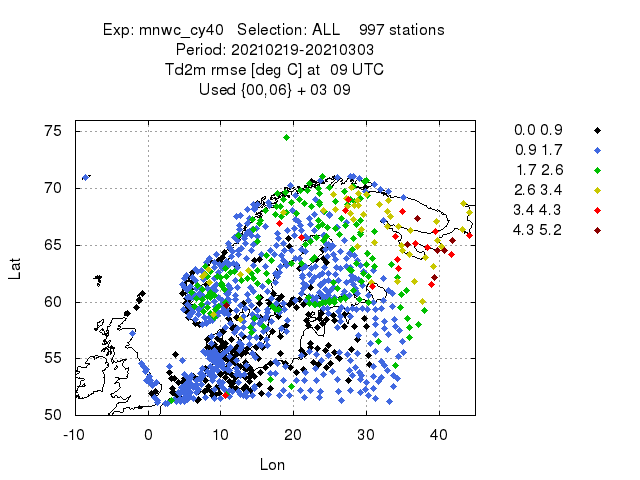 Exp: mnwc_cy40   Selection: ALL    997 stations
Period: 20210219-20210303
Td2m rmse [deg C] at  09 UTC
Used {00,06} + 03 09
0.0 0.9
0.9 1.7
1.7 2.6
2.6 3.4
3.4 4.3
4.3 5.2
75
70
65
60
55
50
Lat
-10 0 10 20 30 40
Lon